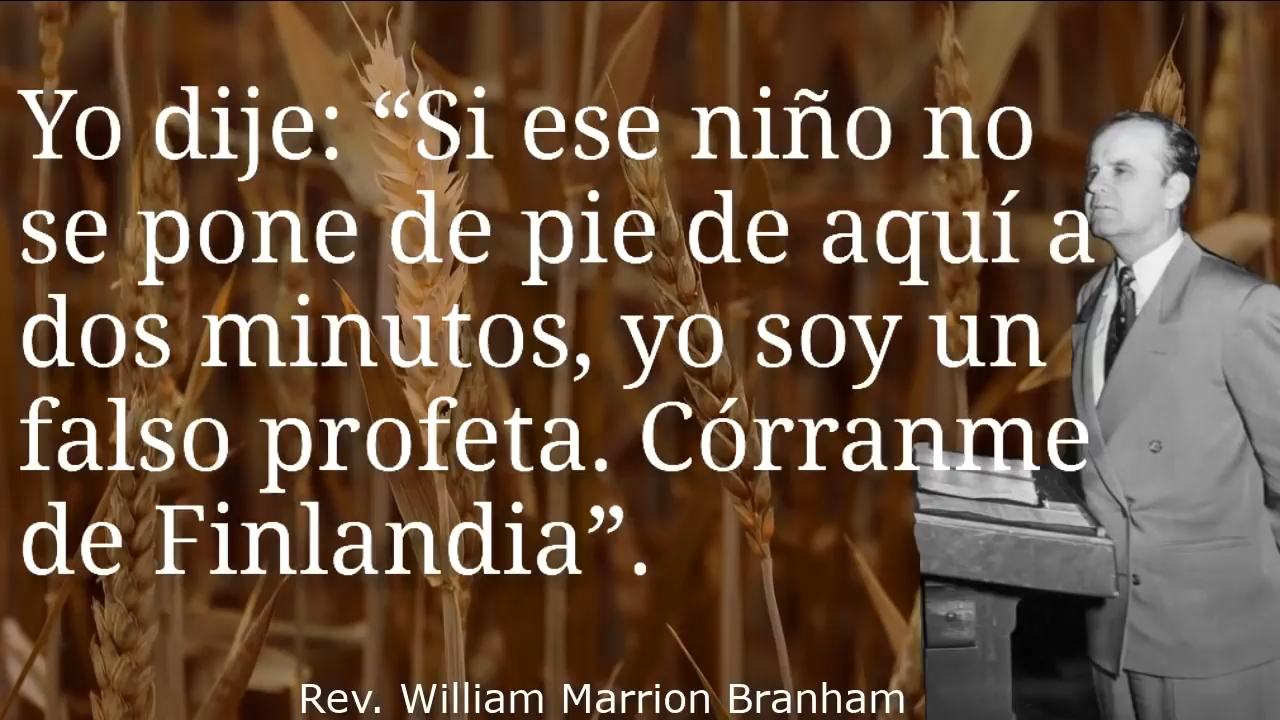 Yo dije: “Si ese niño no
se pone de pie de aquí a
dos minutos, yo soy un
falso profeta. Córranme
de Finlandia”.
Rev. William Marrion Branham